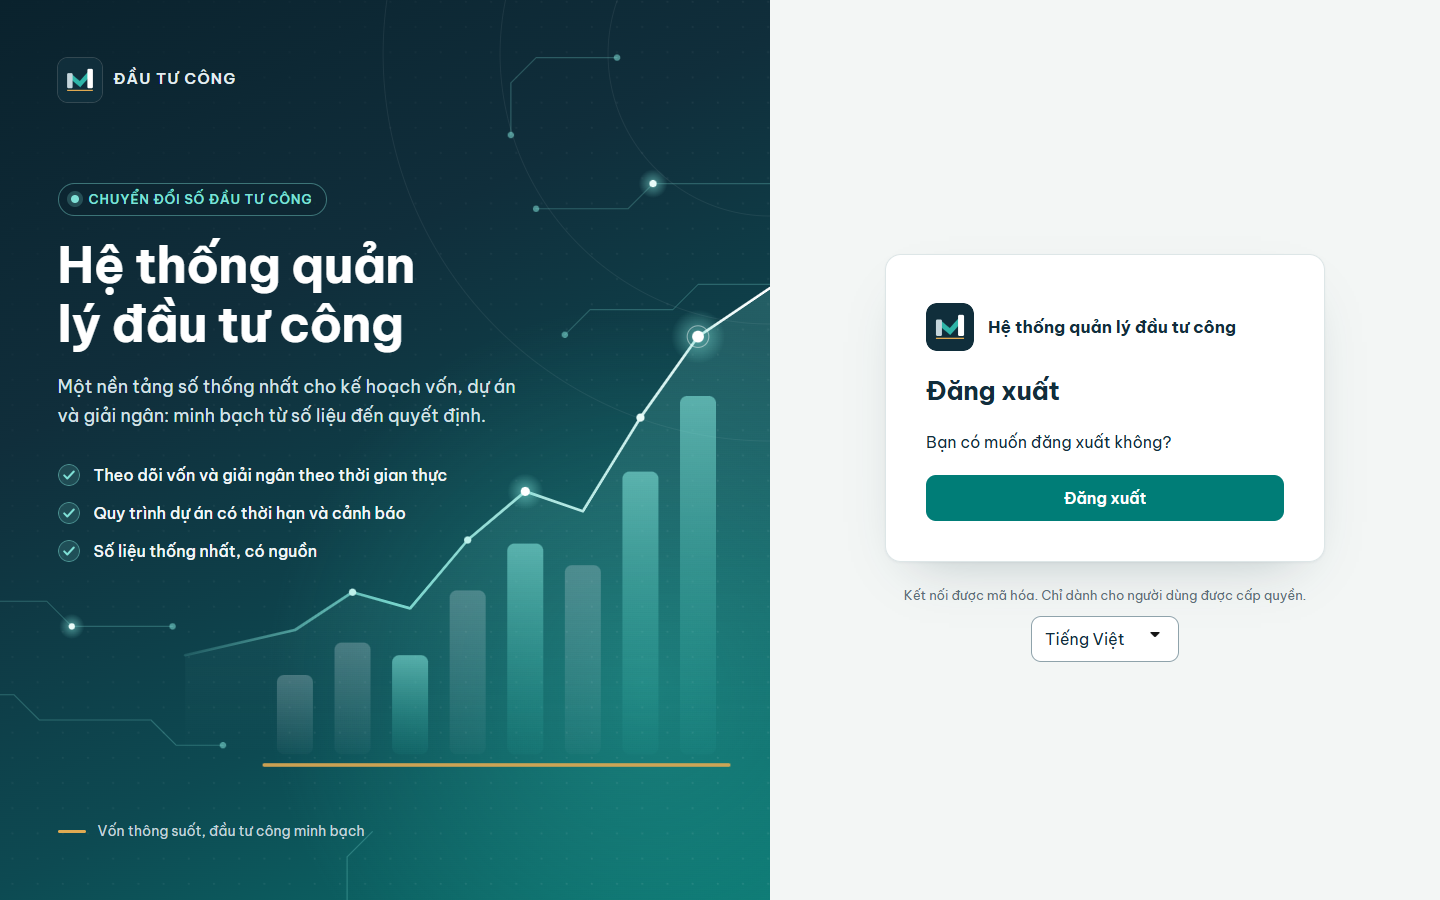 ĐẦU TƯ CÔNG
CHUYỂN ĐỔI SỐ ĐẦU TƯ CÔNG
Hệ thống quản
lý đầu tư công
Một nền tảng số thống nhất cho kế hoạch vốn, dự án
và giải ngân: minh bạch từ số liệu đến quyết định.
Theo dõi vốn và giải ngân theo thời gian thực
Quy trình dự án có thời hạn và cảnh báo
Số liệu thống nhất, có nguồn
Vốn thông suốt, đầu tư công minh bạch
Hệ thống quản lý đầu tư công
Đăng xuất
Bạn có muốn đăng xuất không?
Đăng xuất
Kết nối được mã hóa. Chỉ dành cho người dùng được cấp quyền.
Tiếng Việt